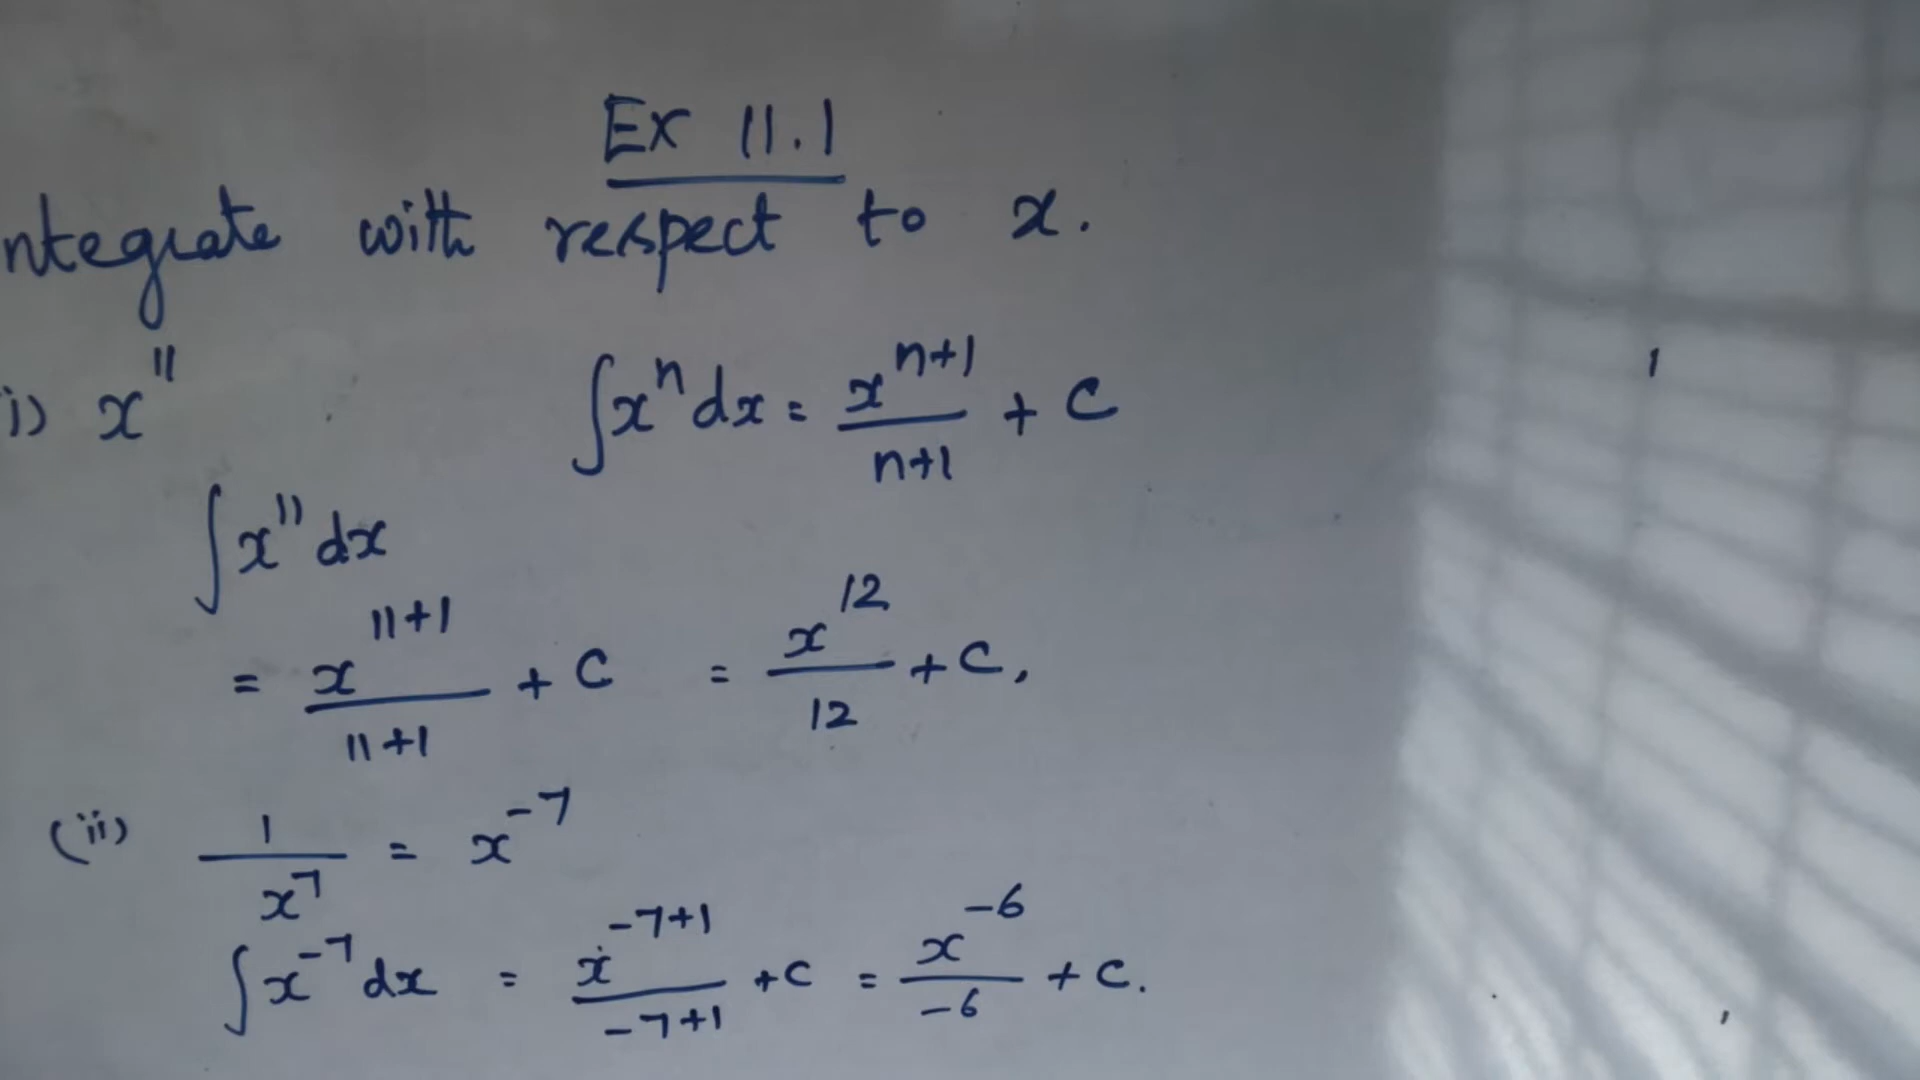 Ex 11.1
ntegrate with respect to x.
i) x^11
∫x^n dx = x^(n+1)/(n+1) + C
∫x^11 dx
= x^(11+1)/(11+1) + C = x^12/12 + C,
(ii) 1/x^7 = x^-7
∫x^-7 dx = x^(-7+1)/(-7+1) + C = x^-6/-6 + C.